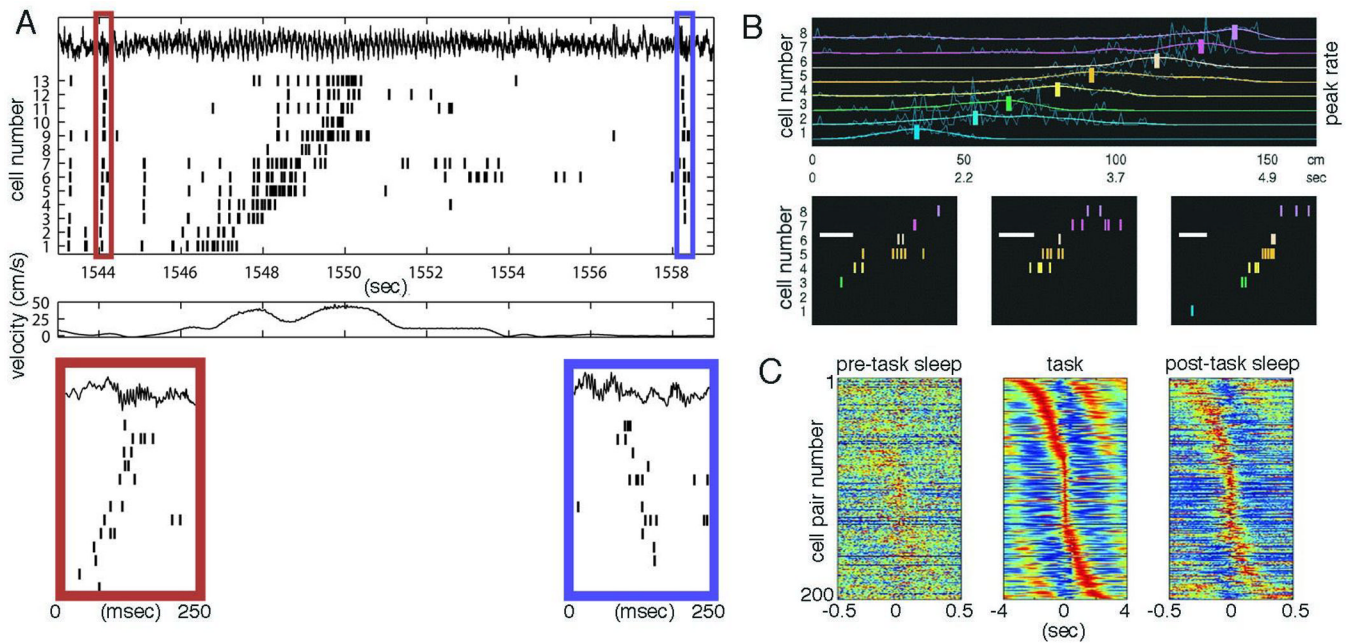 A
cell number
13
12
11
10
9
8
7
6
5
4
3
2
1
1544 1546 1548 1550 1552 1554 1556 1558
(sec)
velocity (cm/s)
50
25
0
0 (msec) 250
0 (msec) 250
B
cell number
8
7
6
5
4
3
2
1
peak rate
0 50 100 150 cm
0 2.2 3.7 4.9 sec
cell number
8
7
6
5
4
3
2
1
C
pre-task sleep task post-task sleep
cell pair number
1
200
-0.5 0 0.5 -4 0 4 -0.5 0 0.5
(sec)